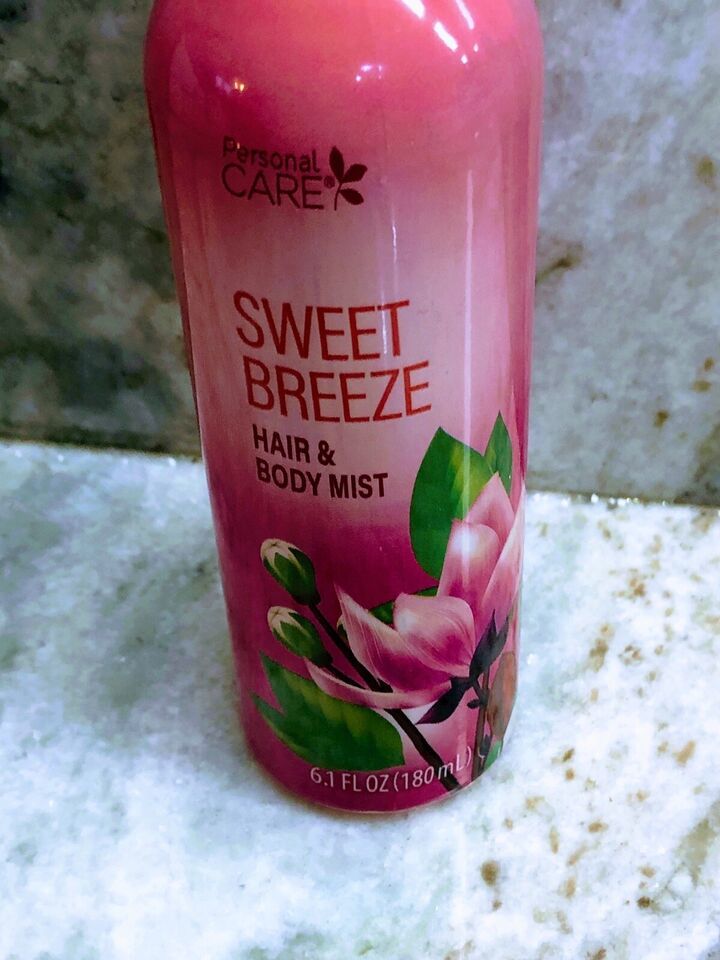 Personal
CARE®
SWEET
BREEZE
HAIR &
BODY MIST
6.1 FL OZ (180 mL)